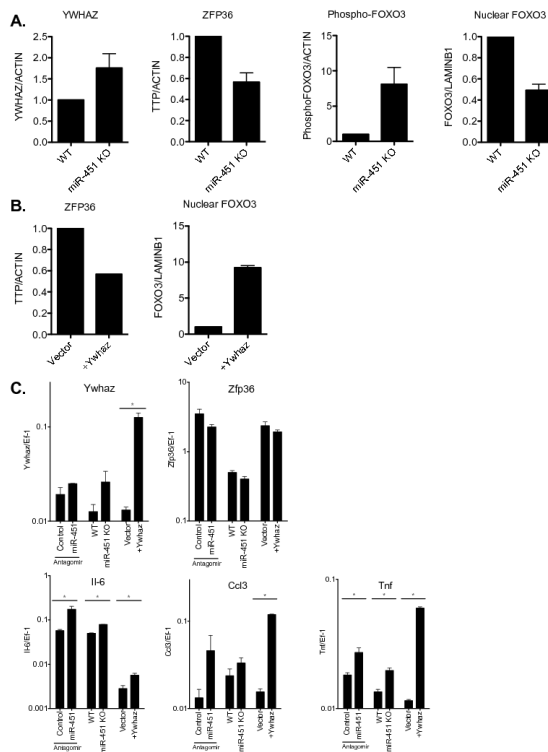 A.
YWHAZ
ZFP36
Phospho-FOXO3
Nuclear FOXO3
YWHAZ/ACTIN
2.5
2.0
1.5
1.0
0.5
0.0
WT
miR-451 KO
TTP/ACTIN
1.0
0.8
0.6
0.4
0.2
0.0
WT
miR-451 KO
PhosphoFOXO3/ACTIN
15
10
5
0
WT
miR-451 KO
FOXO3/LAMINB1
1.0
0.8
0.6
0.4
0.2
0.0
WT
miR-451 KO
B.
ZFP36
Nuclear FOXO3
TTP/ACTIN
1.0
0.8
0.6
0.4
0.2
0.0
Vector
+Ywhaz
FOXO3/LAMINB1
15
10
5
0
Vector
+Ywhaz
C.
Ywhaz
Zfp36
Ywhaz/Ef-1
0.1
0.01
*
Control
miR-451
WT
miR-451 KO
Vector
+Ywhaz
Antagomir
Zfp36/Ef-1
10
1
0.1
Control
miR-451
WT
miR-451 KO
Vector
+Ywhaz
Antagomir
Il-6
Ccl3
Tnf
Il-6/Ef-1
1
0.1
0.01
0.001
* * *
Control
miR-451
WT
miR-451 KO
Vector
+Ywhaz
Antagomir
Ccl3/Ef-1
0.1
0.01
*
Control
miR-451
WT
miR-451 KO
Vector
+Ywhaz
Antagomir
Tnf/Ef-1
0.1
0.01
* * *
Control
miR-451
WT
miR-451 KO
Vector
+Ywhaz
Antagomir